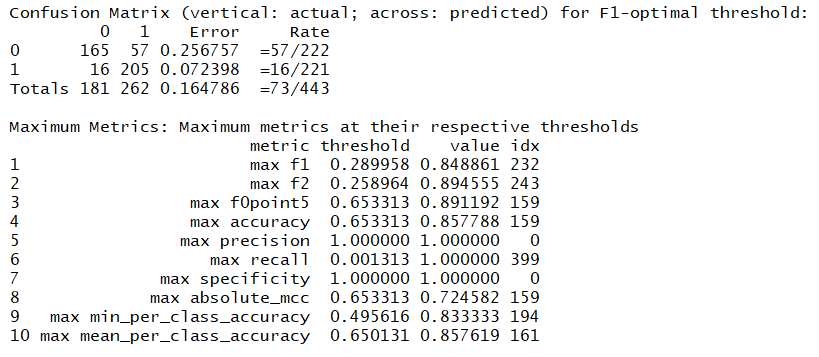 Confusion Matrix (vertical: actual; across: predicted) for F1-optimal threshold:
         0   1    Error     Rate
0      165  57 0.256757  =57/222
1       16 205 0.072398  =16/221
Totals 181 262 0.164786  =73/443

Maximum Metrics: Maximum metrics at their respective thresholds
                        metric threshold    value idx
1                       max f1  0.289958 0.848861 232
2                       max f2  0.258964 0.894555 243
3                 max f0point5  0.653313 0.891192 159
4                 max accuracy  0.653313 0.857788 159
5                max precision  1.000000 1.000000   0
6                   max recall  0.001313 1.000000 399
7              max specificity  1.000000 1.000000   0
8             max absolute_mcc  0.653313 0.724582 159
9   max min_per_class_accuracy  0.495616 0.833333 194
10 max mean_per_class_accuracy  0.650131 0.857619 161